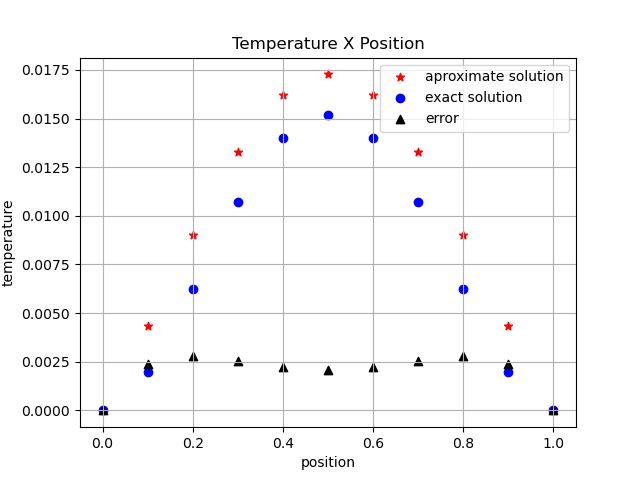 Temperature X Position
aproximate solution
exact solution
error
temperature
0.0175
0.0150
0.0125
0.0100
0.0075
0.0050
0.0025
0.0000
0.0 0.2 0.4 0.6 0.8 1.0
position